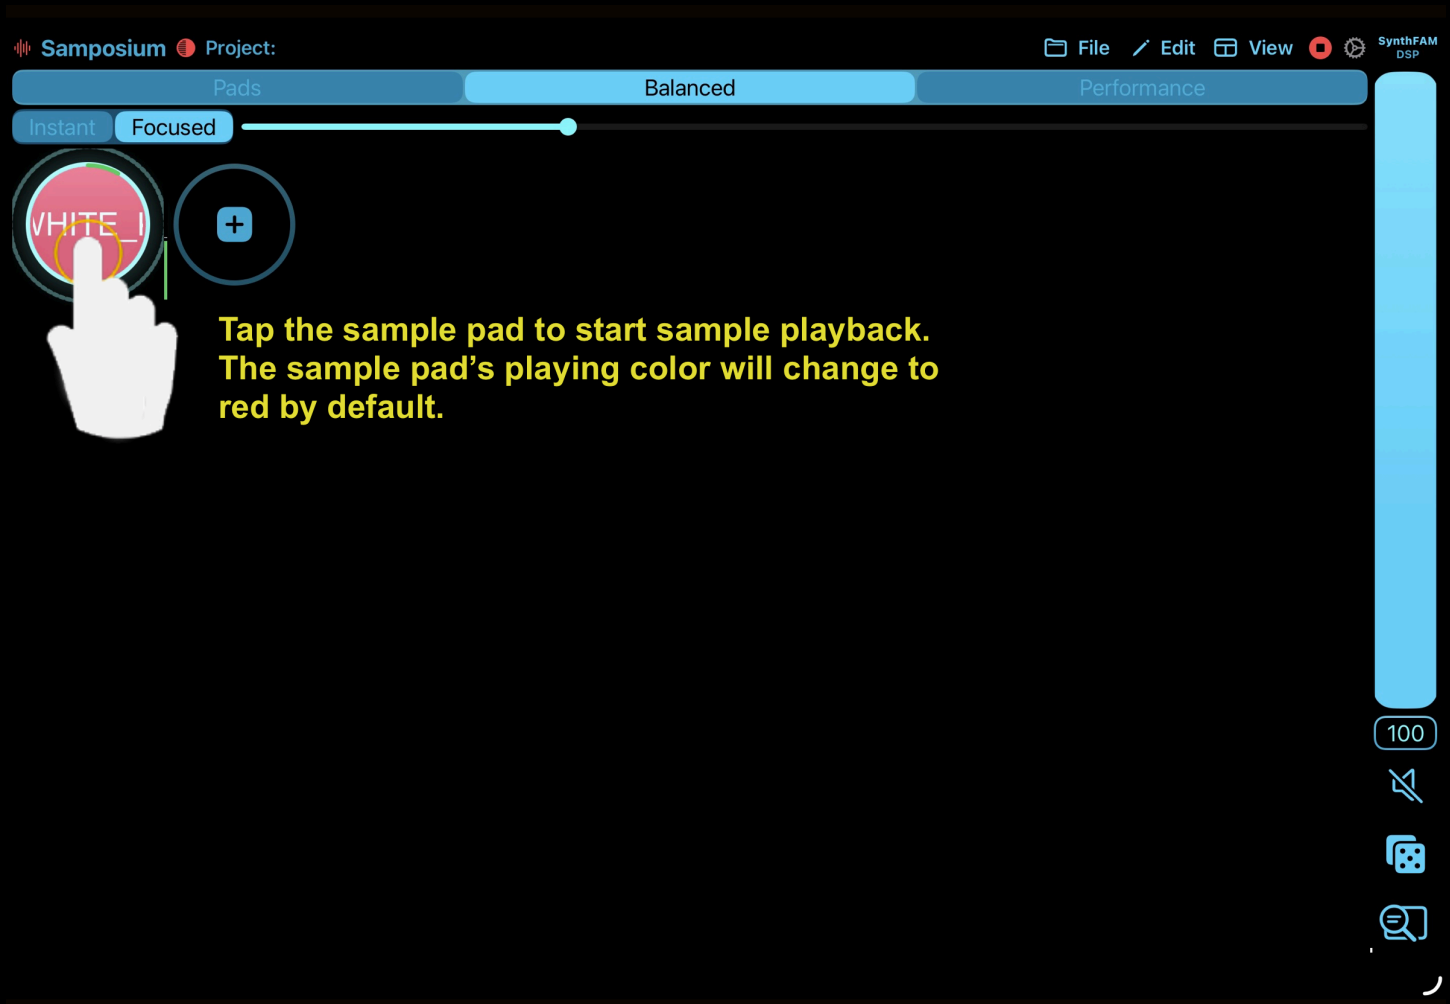 Samposium Project: File Edit View SynthFAM
DSP
Pads Balanced Performance
Instant Focused
WHITE_
Tap the sample pad to start sample playback.
The sample pad’s playing color will change to
red by default.
100